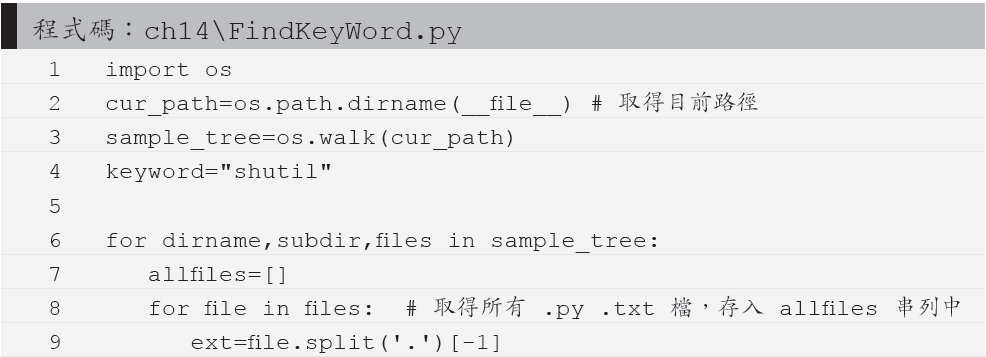 程式碼：ch14\FindKeyWord.py
1 import os
2 cur_path=os.path.dirname(__file__) # 取得目前路徑
3 sample_tree=os.walk(cur_path)
4 keyword="shutil"
5
6 for dirname,subdir,files in sample_tree:
7    allfiles=[]
8    for file in files:  # 取得所有 .py .txt 檔，存入 allfiles 串列中
9       ext=file.split('.')[-1]